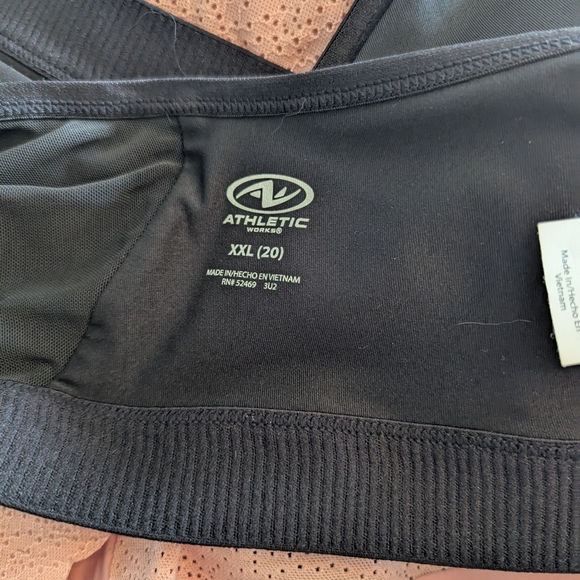 ATHLETIC
WORKS®
XXL (20)
MADE IN/HECHO EN VIETNAM
RN# 52469 3U2
Made In/Hecho En
Vietnam